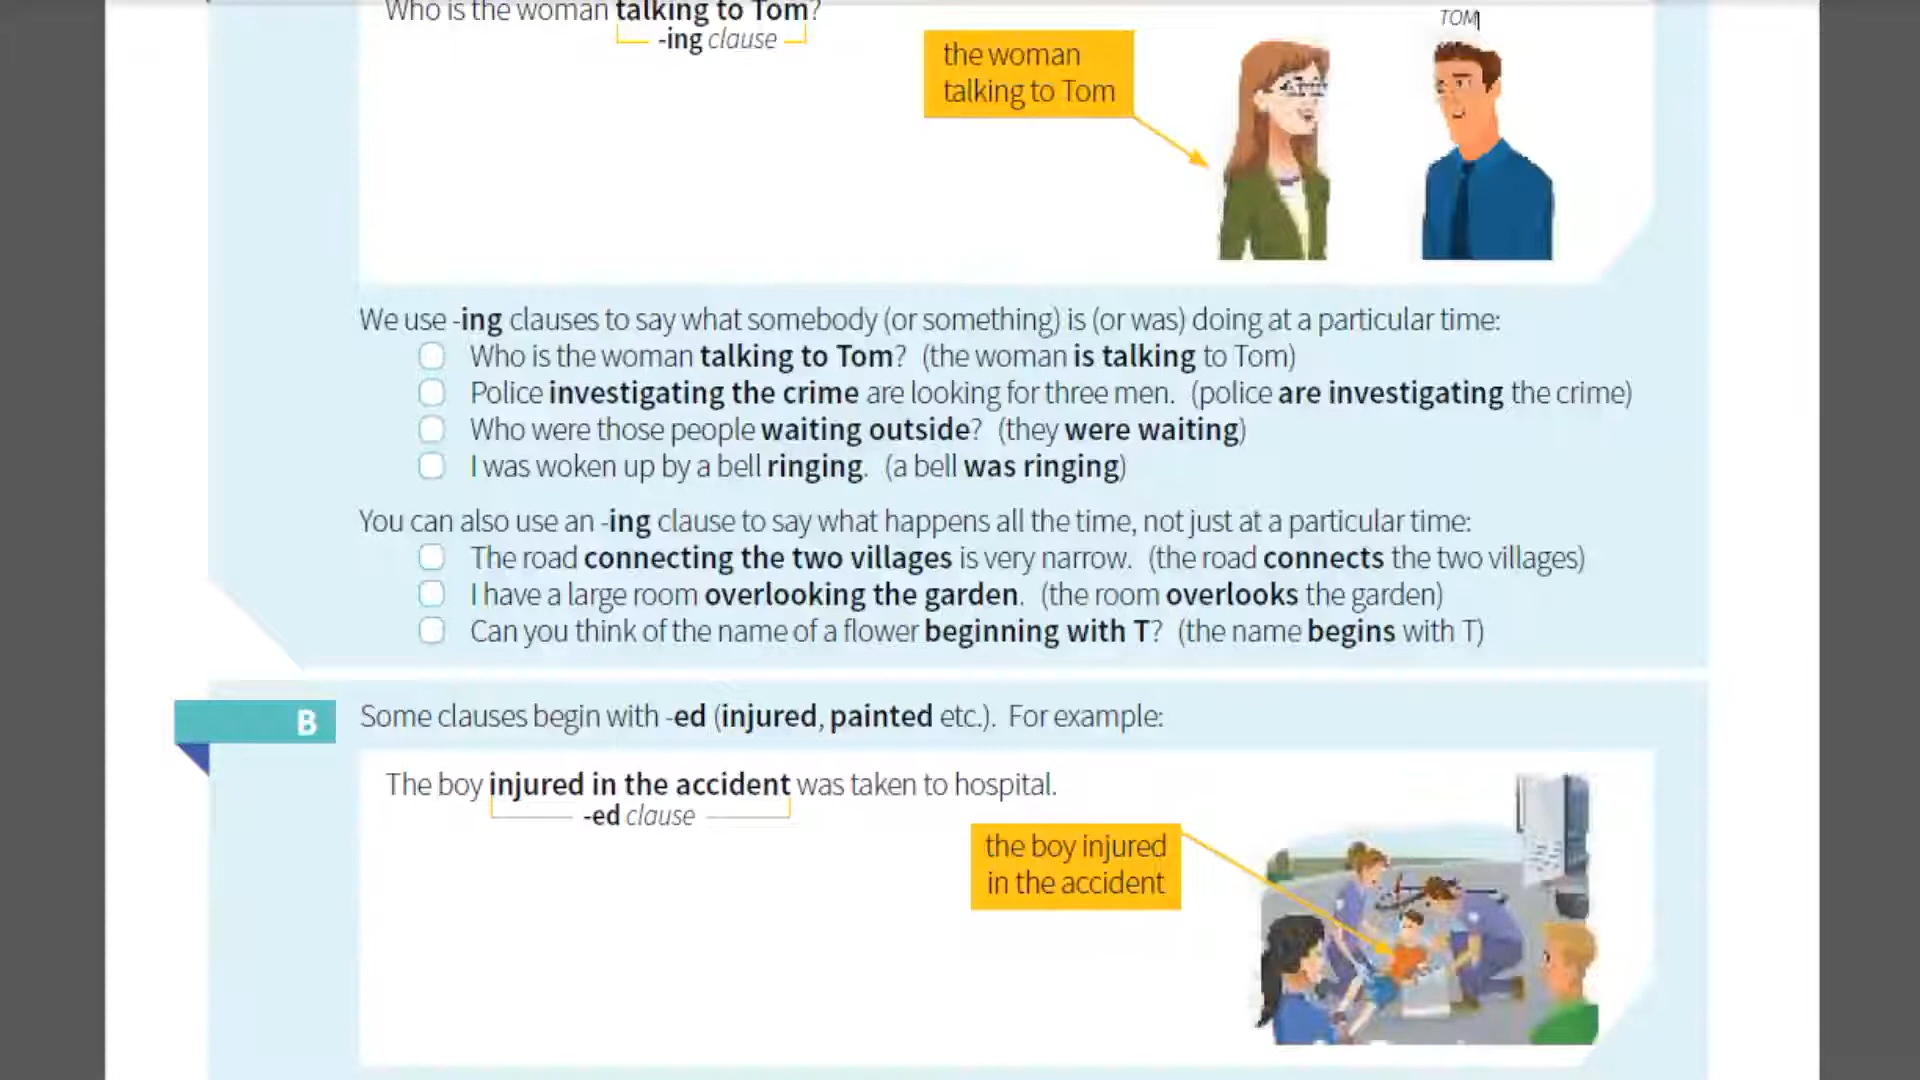 Who is the woman talking to Tom?
-ing clause
TOM
the woman
talking to Tom
We use -ing clauses to say what somebody (or something) is (or was) doing at a particular time:
Who is the woman talking to Tom? (the woman is talking to Tom)
Police investigating the crime are looking for three men. (police are investigating the crime)
Who were those people waiting outside? (they were waiting)
I was woken up by a bell ringing. (a bell was ringing)
You can also use an -ing clause to say what happens all the time, not just at a particular time:
The road connecting the two villages is very narrow. (the road connects the two villages)
I have a large room overlooking the garden. (the room overlooks the garden)
Can you think of the name of a flower beginning with T? (the name begins with T)
B
Some clauses begin with -ed (injured, painted etc.). For example:
The boy injured in the accident was taken to hospital.
-ed clause
the boy injured
in the accident